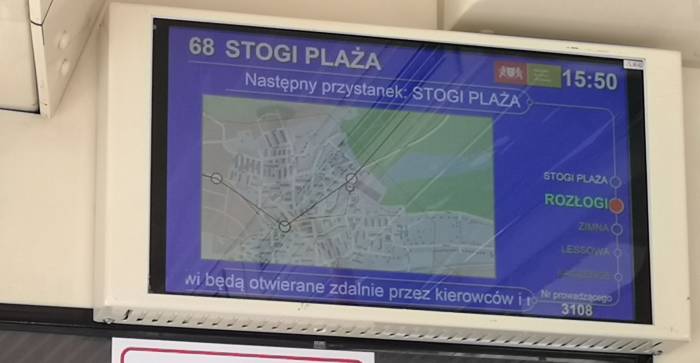 68 STOGI PLAŻA
15:50
Następny przystanek: STOGI PLAŻA
STOGI PLAŻA
ROZŁOGI
ZIMNA
LESSOWA
wi będą otwierane zdalnie przez kierowców i
Nr prowadzącego
3108